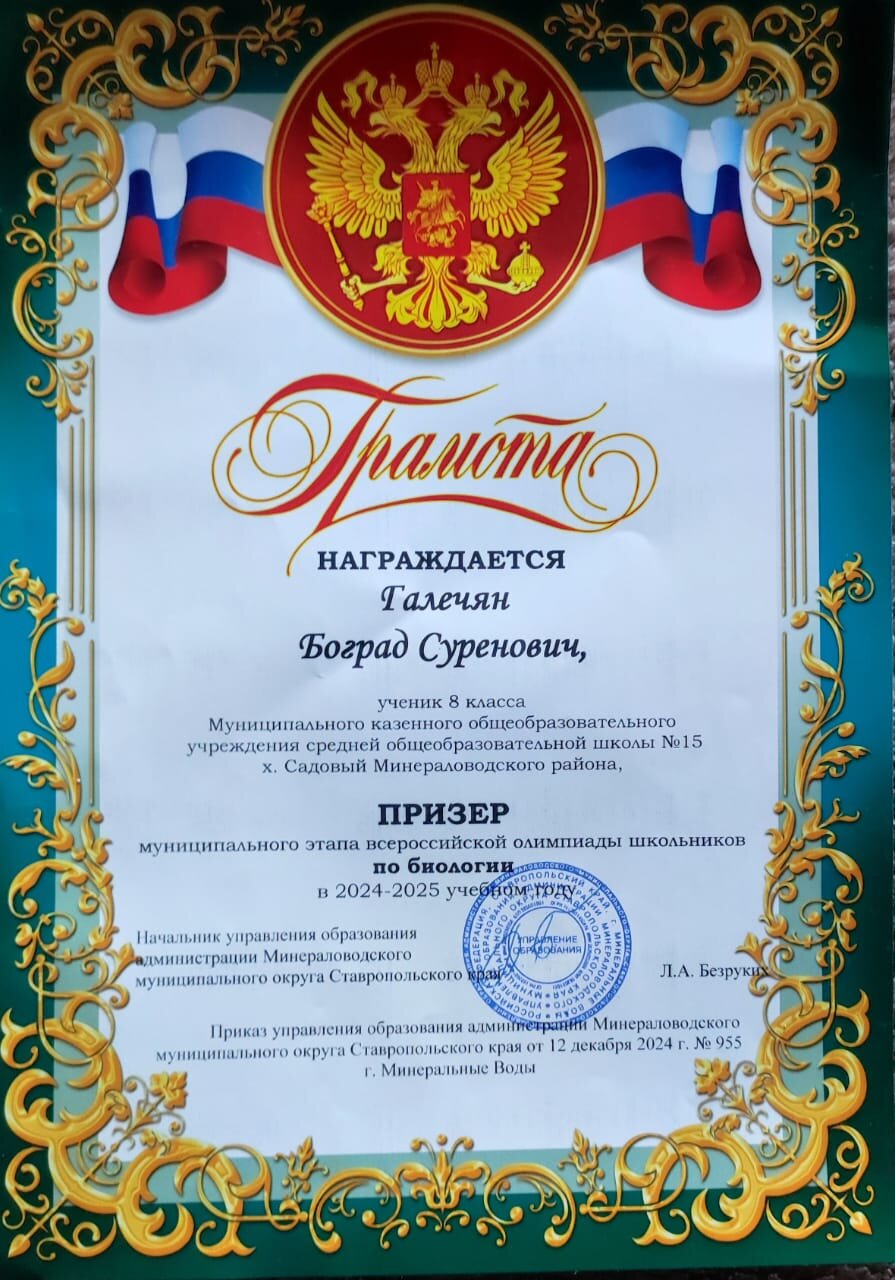 Грамота
НАГРАЖДАЕТСЯ
Галечян
Боград Суренович,
ученик 8 класса
Муниципального казенного общеобразовательного
учреждения средней общеобразовательной школы №15
х. Садовый Минераловодского района,
ПРИЗЕР
муниципального этапа всероссийской олимпиады школьников
по биологии
в 2024-2025 учебном году
Начальник управления образования
администрации Минераловодского
муниципального округа Ставропольского края
Л.А. Безруких
УПРАВЛЕНИЕ
ОБРАЗОВАНИЯ
Приказ управления образования администрации Минераловодского
муниципального округа Ставропольского края от 12 декабря 2024 г. № 955
г. Минеральные Воды